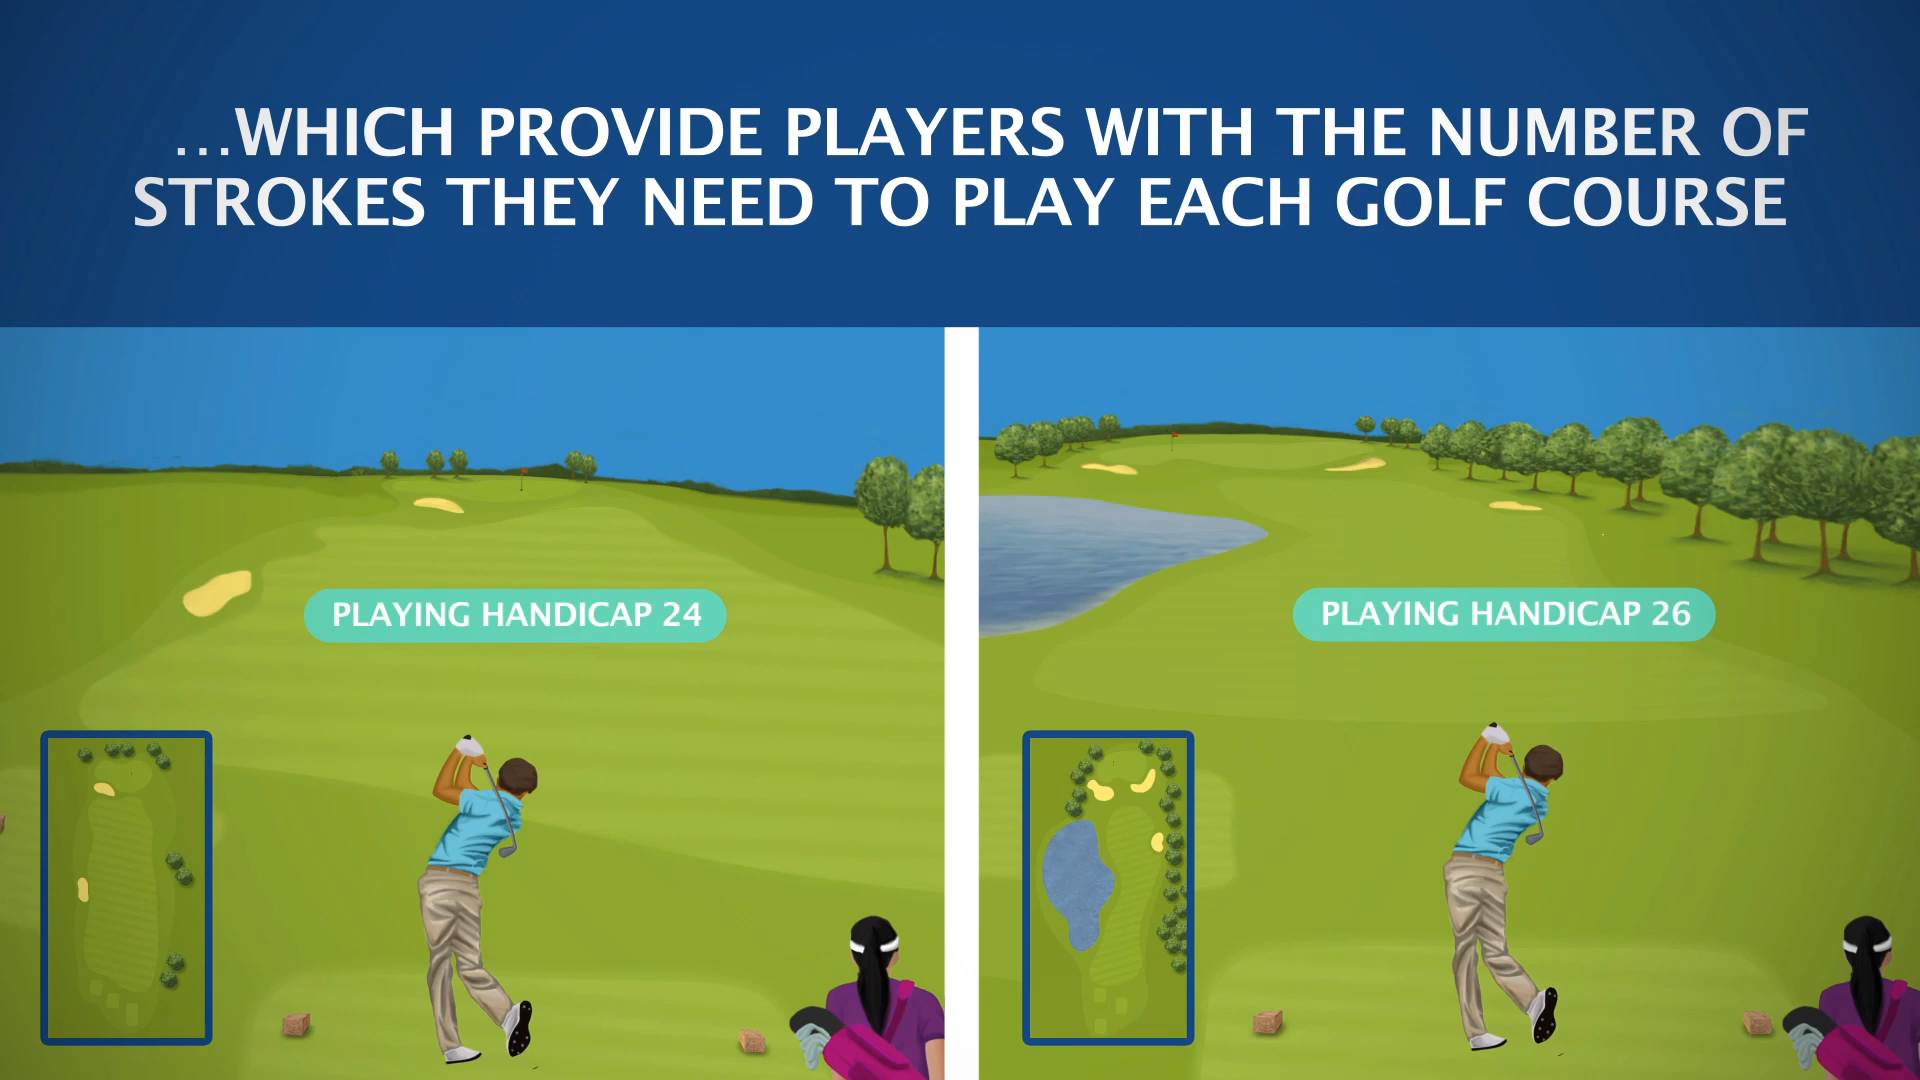 …WHICH PROVIDE PLAYERS WITH THE NUMBER OF
STROKES THEY NEED TO PLAY EACH GOLF COURSE
PLAYING HANDICAP 24
PLAYING HANDICAP 26